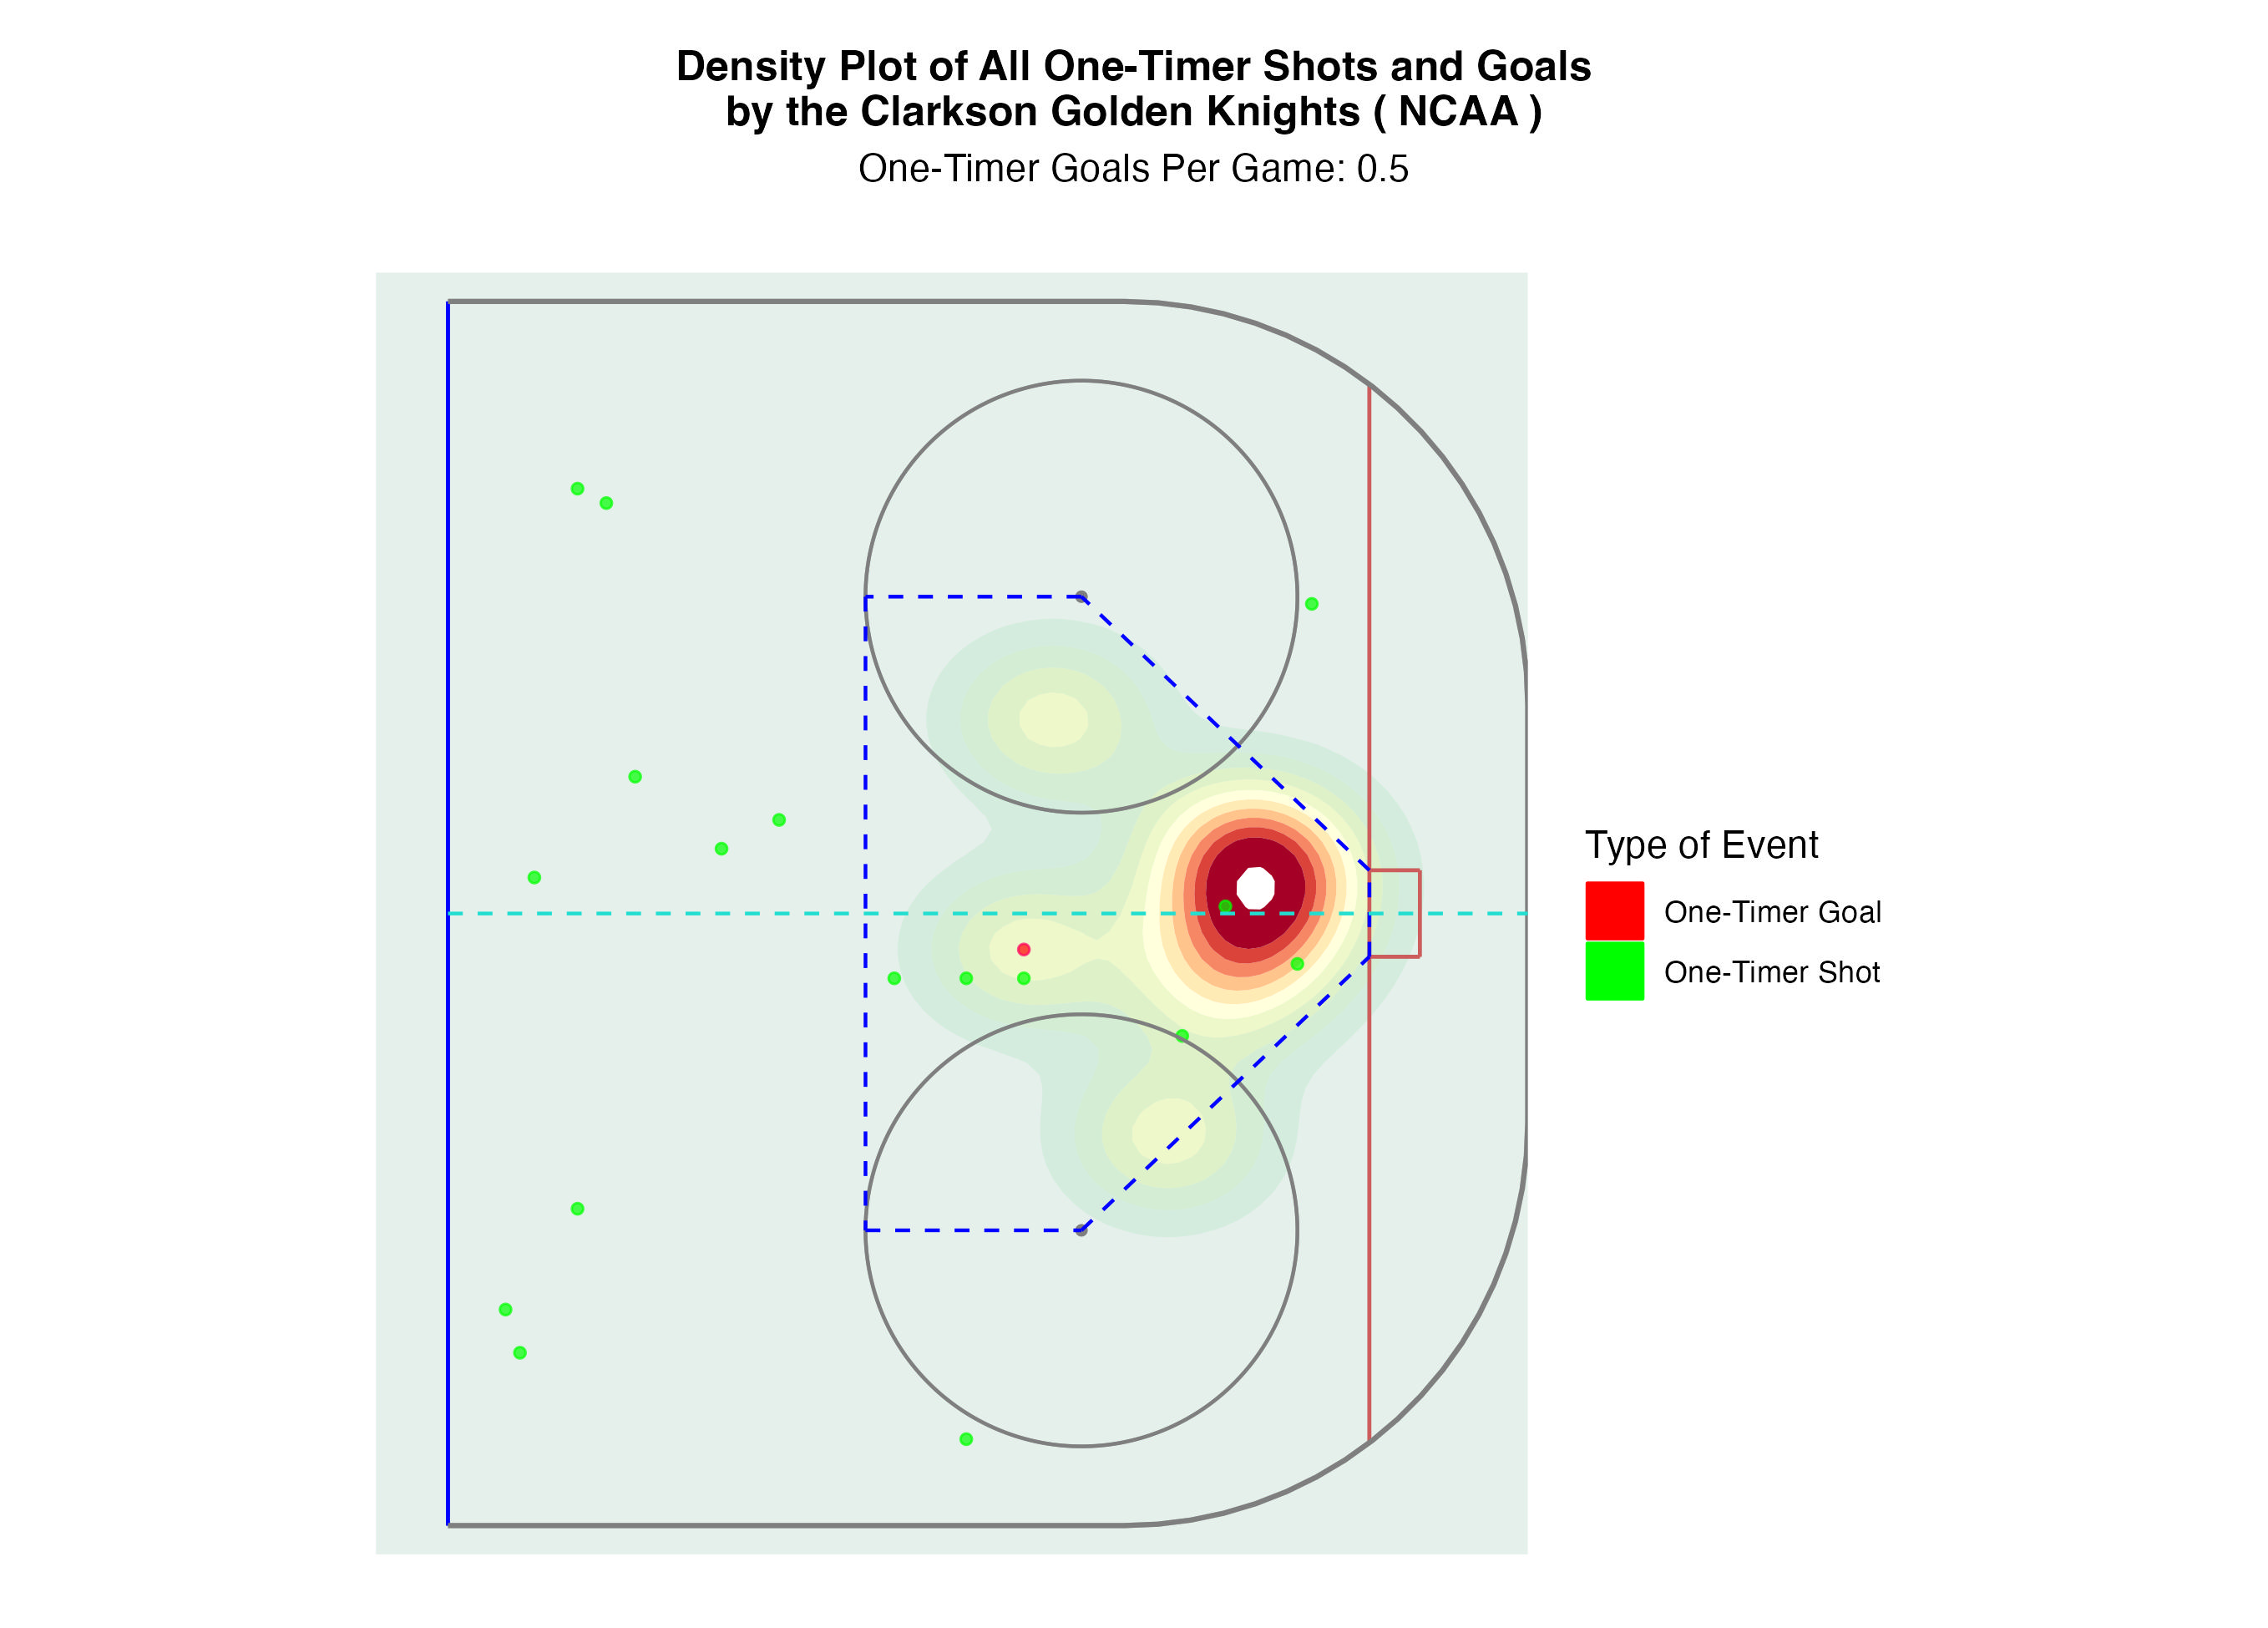 Density Plot of All One-Timer Shots and Goals
by the Clarkson Golden Knights ( NCAA )
One-Timer Goals Per Game: 0.5
Type of Event
One-Timer Goal
One-Timer Shot